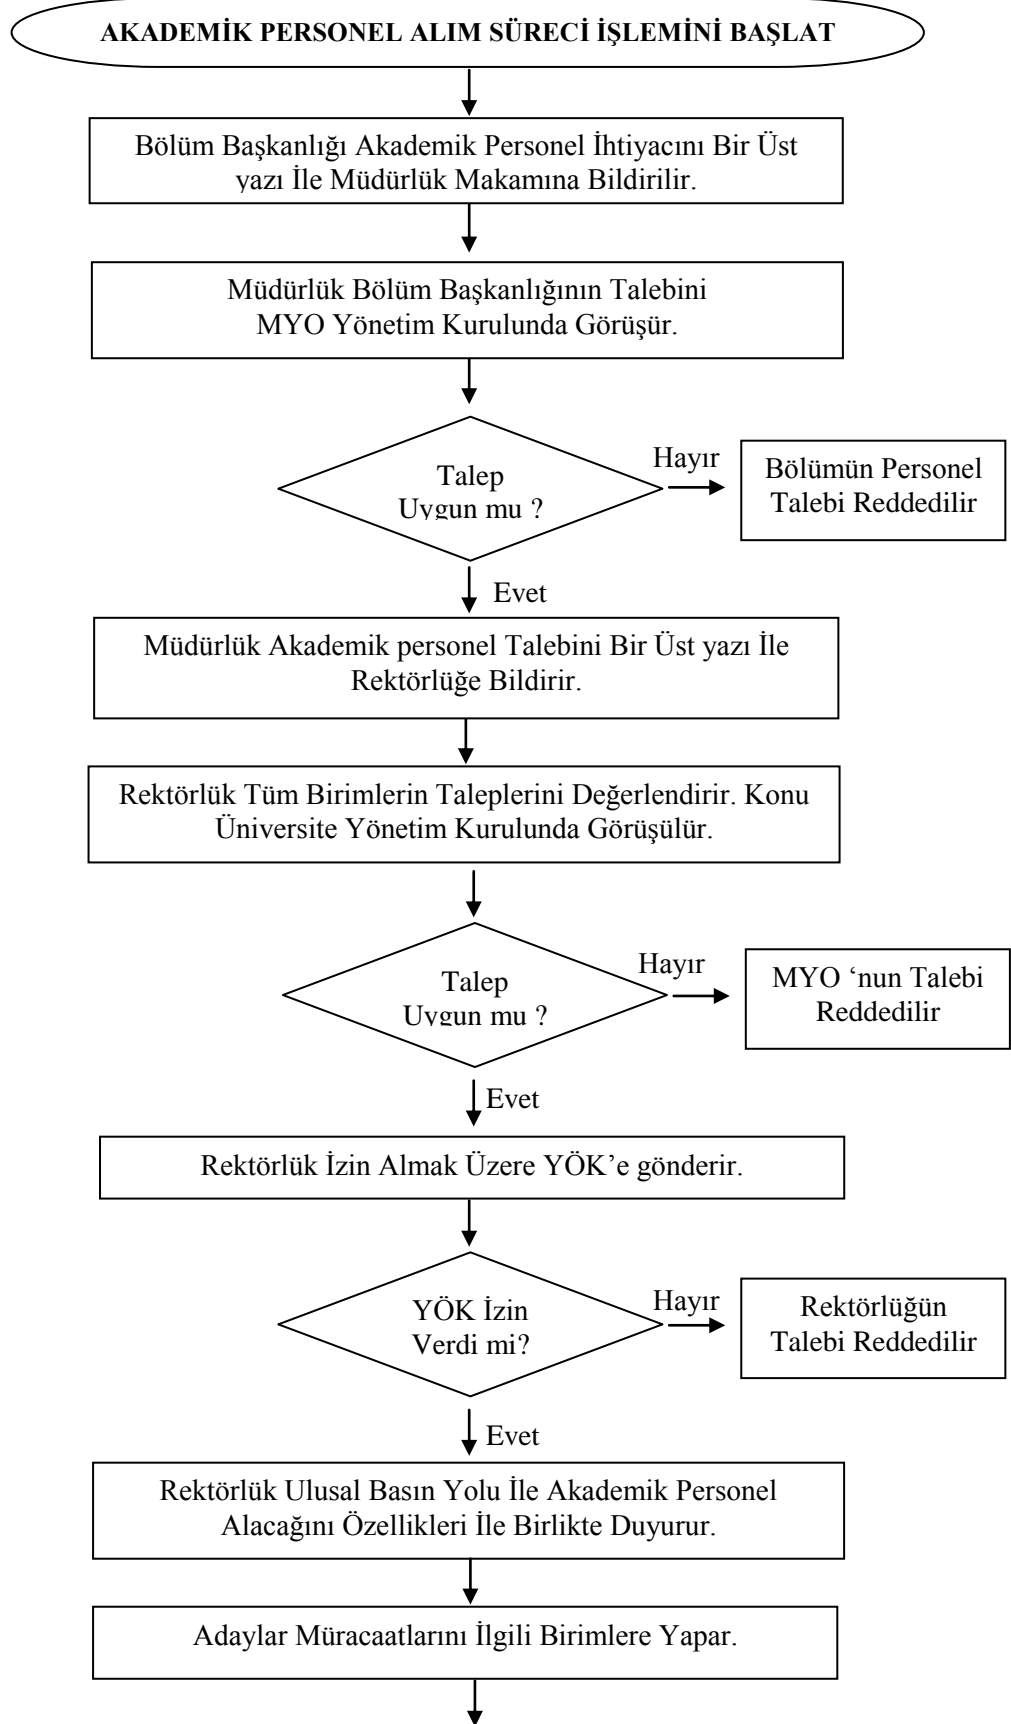 AKADEMİK PERSONEL ALIM SÜRECİ İŞLEMİNİ BAŞLAT
Bölüm Başkanlığı Akademik Personel İhtiyacını Bir Üst
yazı İle Müdürlük Makamına Bildirilir.
Müdürlük Bölüm Başkanlığının Talebini
MYO Yönetim Kurulunda Görüşür.
Talep
Uygun mu ?
Hayır
Bölümün Personel
Talebi Reddedilir
Evet
Müdürlük Akademik personel Talebini Bir Üst yazı İle
Rektörlüğe Bildirir.
Rektörlük Tüm Birimlerin Taleplerini Değerlendirir. Konu
Üniversite Yönetim Kurulunda Görüşülür.
Talep
Uygun mu ?
Hayır
MYO ‘nun Talebi
Reddedilir
Evet
Rektörlük İzin Almak Üzere YÖK’e gönderir.
YÖK İzin
Verdi mi?
Hayır
Rektörlüğün
Talebi Reddedilir
Evet
Rektörlük Ulusal Basın Yolu İle Akademik Personel
Alacağını Özellikleri İle Birlikte Duyurur.
Adaylar Müracaatlarını İlgili Birimlere Yapar.